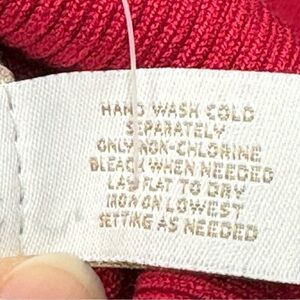 HAND WASH COLD
SEPARATELY
ONLY NON-CHLORINE
BLEACH WHEN NEEDED
LAY FLAT TO DRY
IRON ON LOWEST
SETTING AS NEEDED